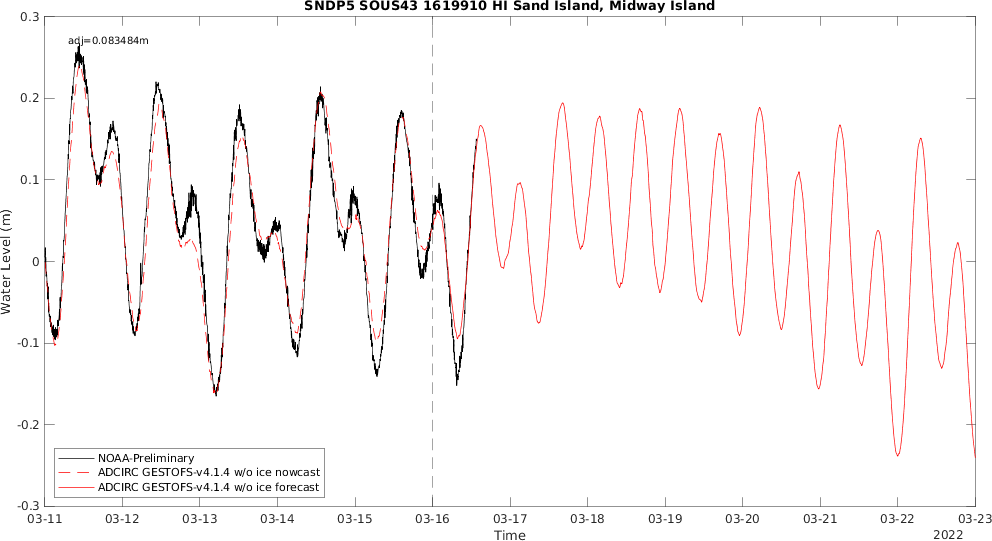 SNDP5 SOUS43 1619910 HI Sand Island, Midway Island
adj=0.083484m
0.3
0.2
0.1
0
-0.1
-0.2
-0.3
Water Level (m)
NOAA-Preliminary
ADCIRC GESTOFS-v4.1.4 w/o ice nowcast
ADCIRC GESTOFS-v4.1.4 w/o ice forecast
03-11 03-12 03-13 03-14 03-15 03-16 03-17 03-18 03-19 03-20 03-21 03-22 03-23
Time
2022